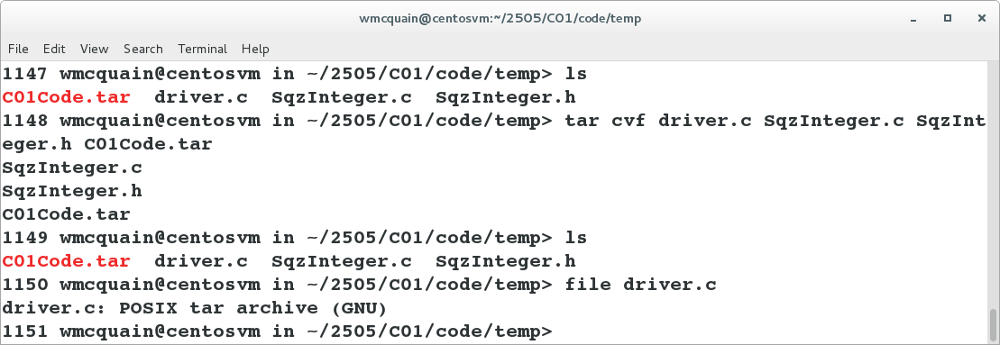 wmcquain@centosvm:~/2505/C01/code/temp
File Edit View Search Terminal Help
1147 wmcquain@centosvm in ~/2505/C01/code/temp> ls
C01Code.tar  driver.c  SqzInteger.c  SqzInteger.h
1148 wmcquain@centosvm in ~/2505/C01/code/temp> tar cvf driver.c SqzInteger.c SqzInt
eger.h C01Code.tar
SqzInteger.c
SqzInteger.h
C01Code.tar
1149 wmcquain@centosvm in ~/2505/C01/code/temp> ls
C01Code.tar  driver.c  SqzInteger.c  SqzInteger.h
1150 wmcquain@centosvm in ~/2505/C01/code/temp> file driver.c
driver.c: POSIX tar archive (GNU)
1151 wmcquain@centosvm in ~/2505/C01/code/temp>